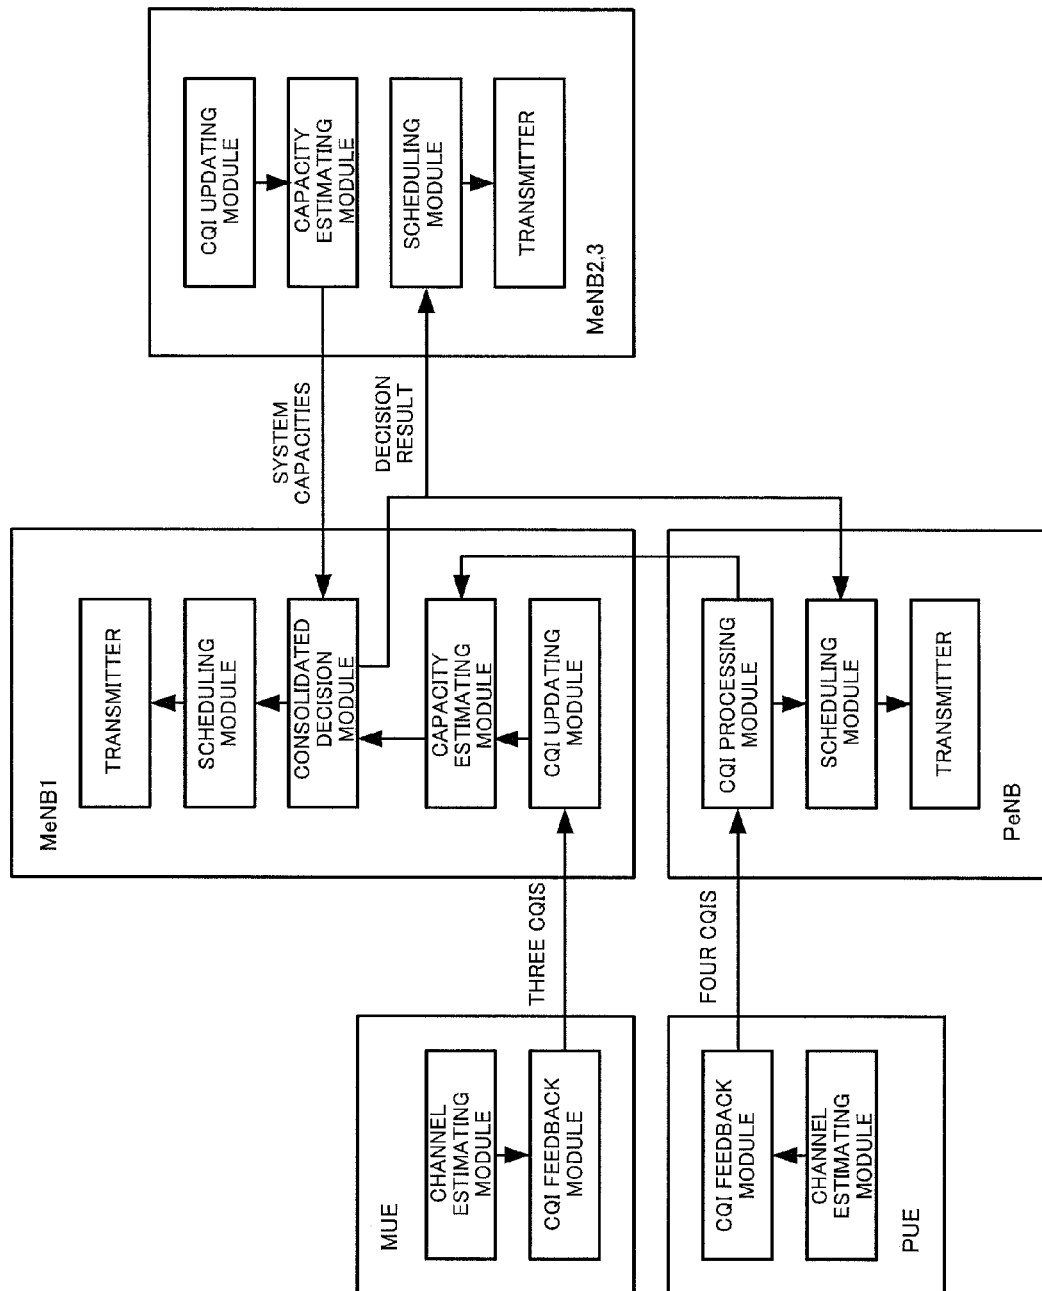 MUE
CHANNEL
ESTIMATING
MODULE
CQI FEEDBACK
MODULE
PUE
CQI FEEDBACK
MODULE
CHANNEL
ESTIMATING
MODULE
THREE CQIS
FOUR CQIS
MeNB1
TRANSMITTER
SCHEDULING
MODULE
CONSOLIDATED
DECISION
MODULE
CAPACITY
ESTIMATING
MODULE
CQI UPDATING
MODULE
PeNB
CQI PROCESSING
MODULE
SCHEDULING
MODULE
TRANSMITTER
SYSTEM
CAPACITIES
DECISION
RESULT
MeNB2,3
CQI UPDATING
MODULE
CAPACITY
ESTIMATING
MODULE
SCHEDULING
MODULE
TRANSMITTER